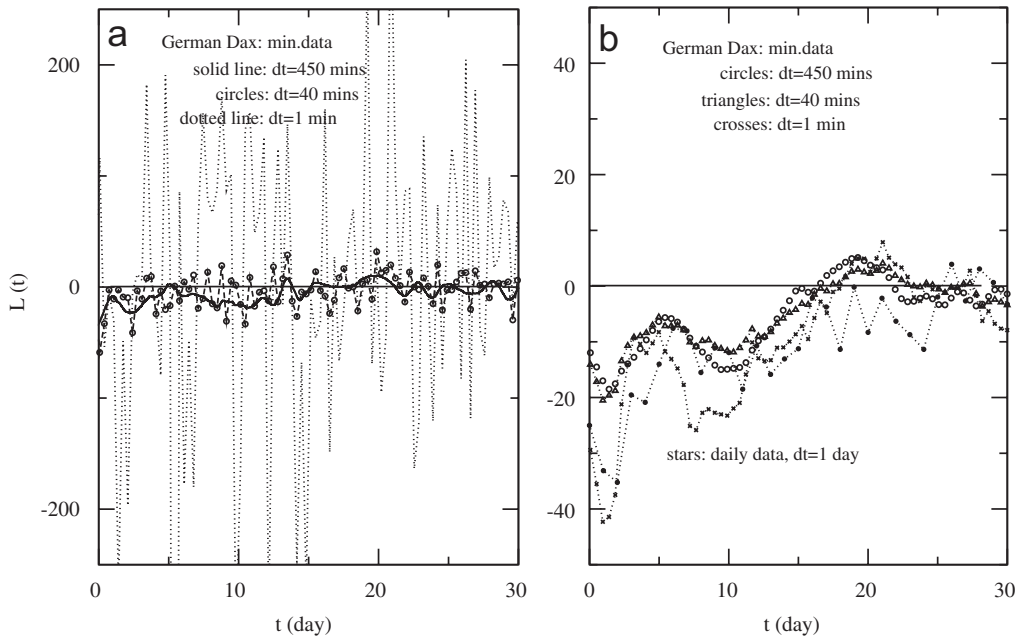 a
German Dax: min.data
solid line: dt=450 mins
circles: dt=40 mins
dotted line: dt=1 min
200
0
-200
L (t)
0
10
20
30
t (day)
b
German Dax: min.data
circles: dt=450 mins
triangles: dt=40 mins
crosses: dt=1 min
40
20
0
-20
-40
stars: daily data, dt=1 day
0
10
20
30
t (day)